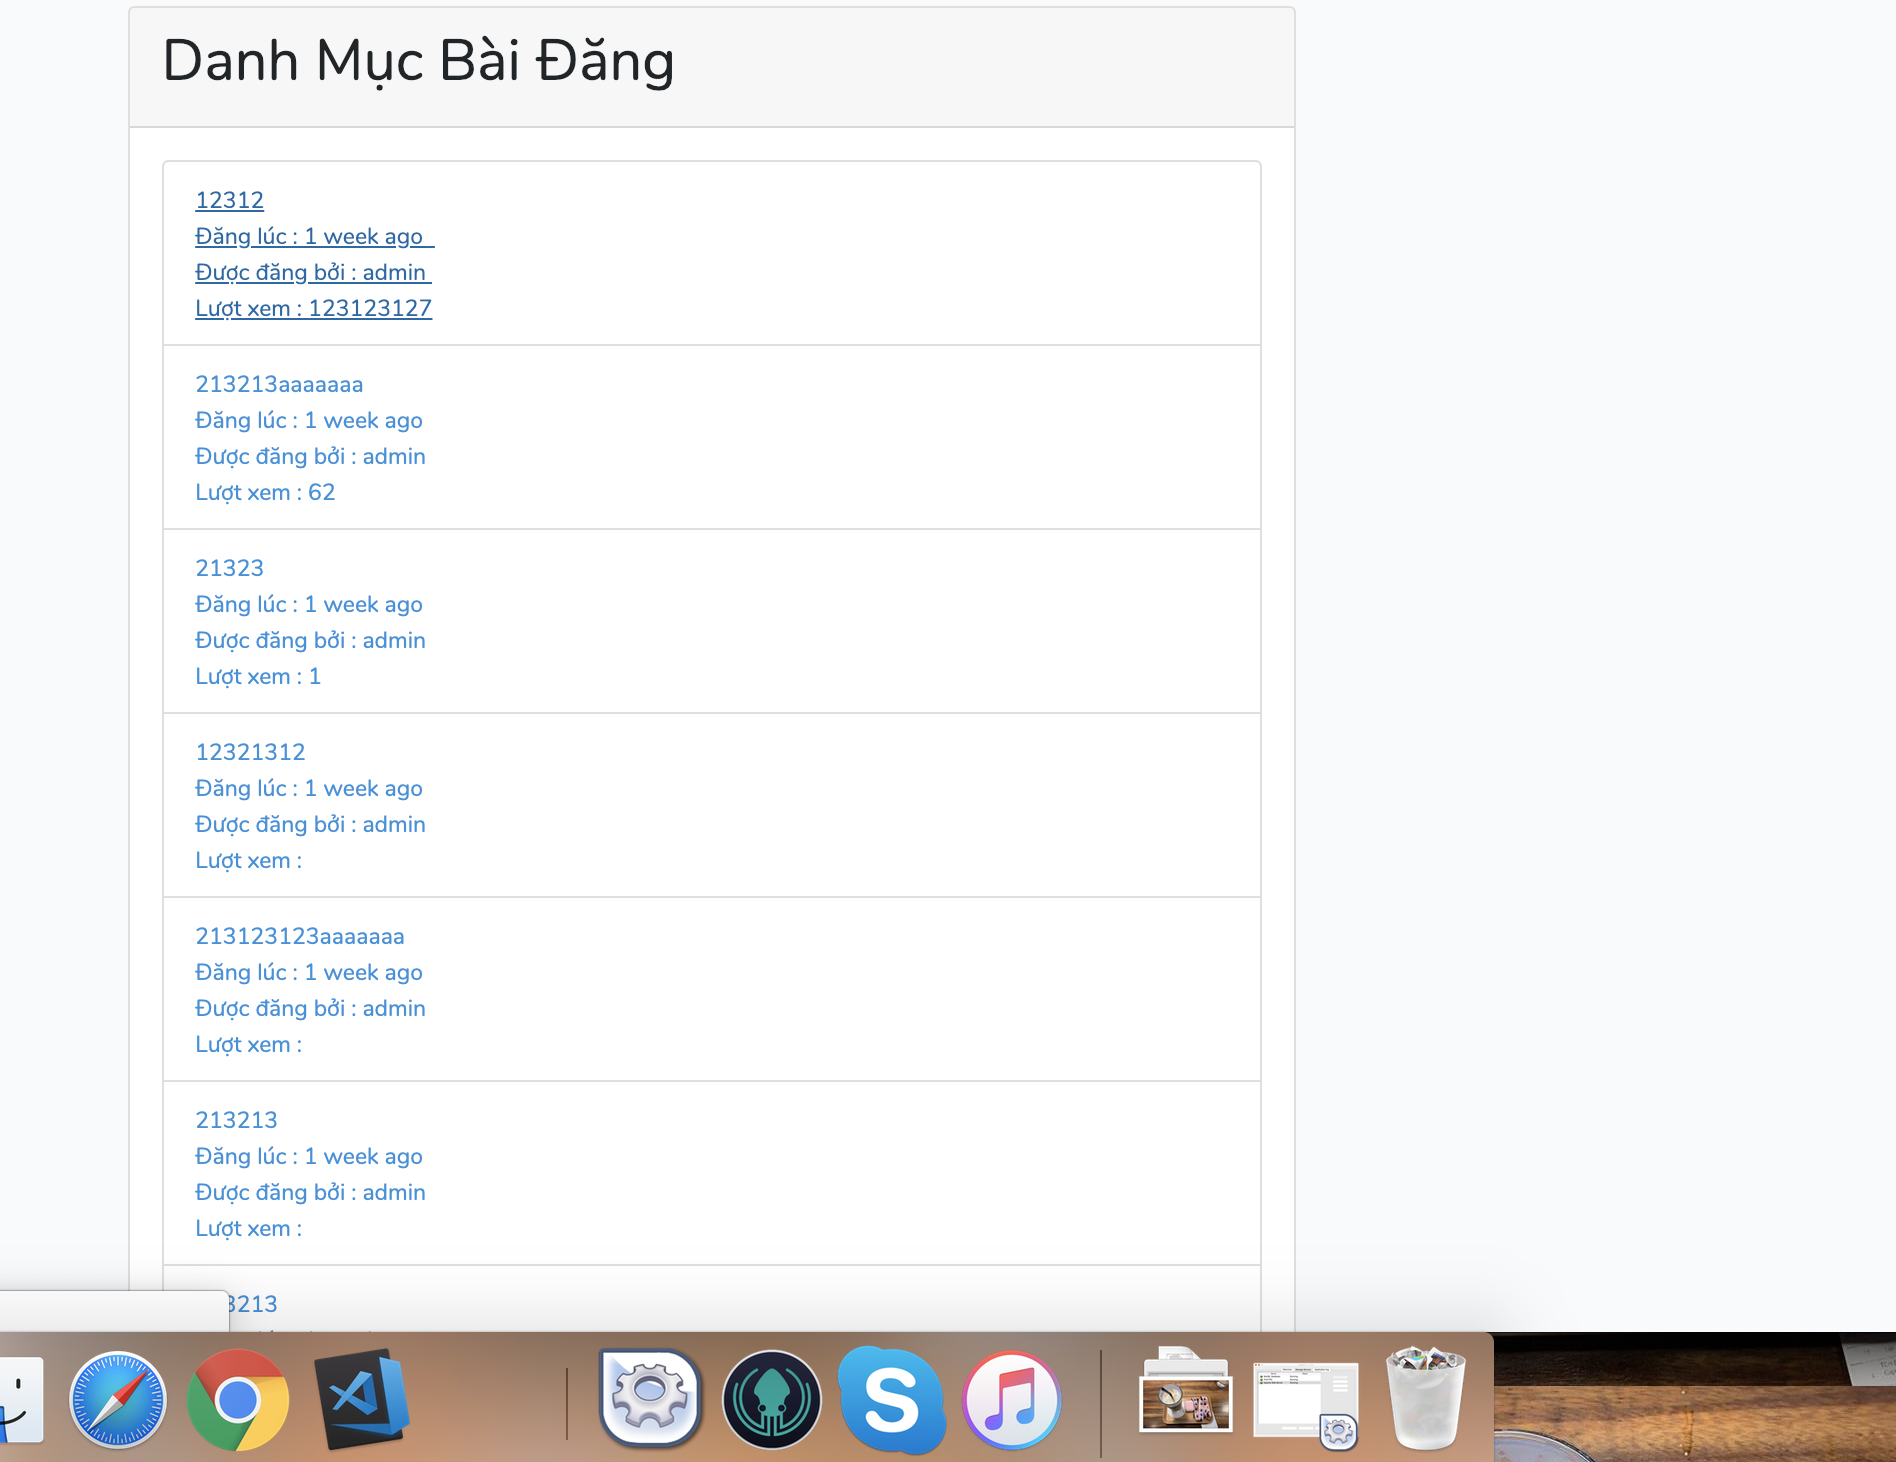 Danh Mục Bài Đăng
12312
Đăng lúc : 1 week ago
Được đăng bởi : admin
Lượt xem : 123123127
213213aaaaaaa
Đăng lúc : 1 week ago
Được đăng bởi : admin
Lượt xem : 62
21323
Đăng lúc : 1 week ago
Được đăng bởi : admin
Lượt xem : 1
12321312
Đăng lúc : 1 week ago
Được đăng bởi : admin
Lượt xem :
213123123aaaaaaa
Đăng lúc : 1 week ago
Được đăng bởi : admin
Lượt xem :
213213
Đăng lúc : 1 week ago
Được đăng bởi : admin
Lượt xem :
3213